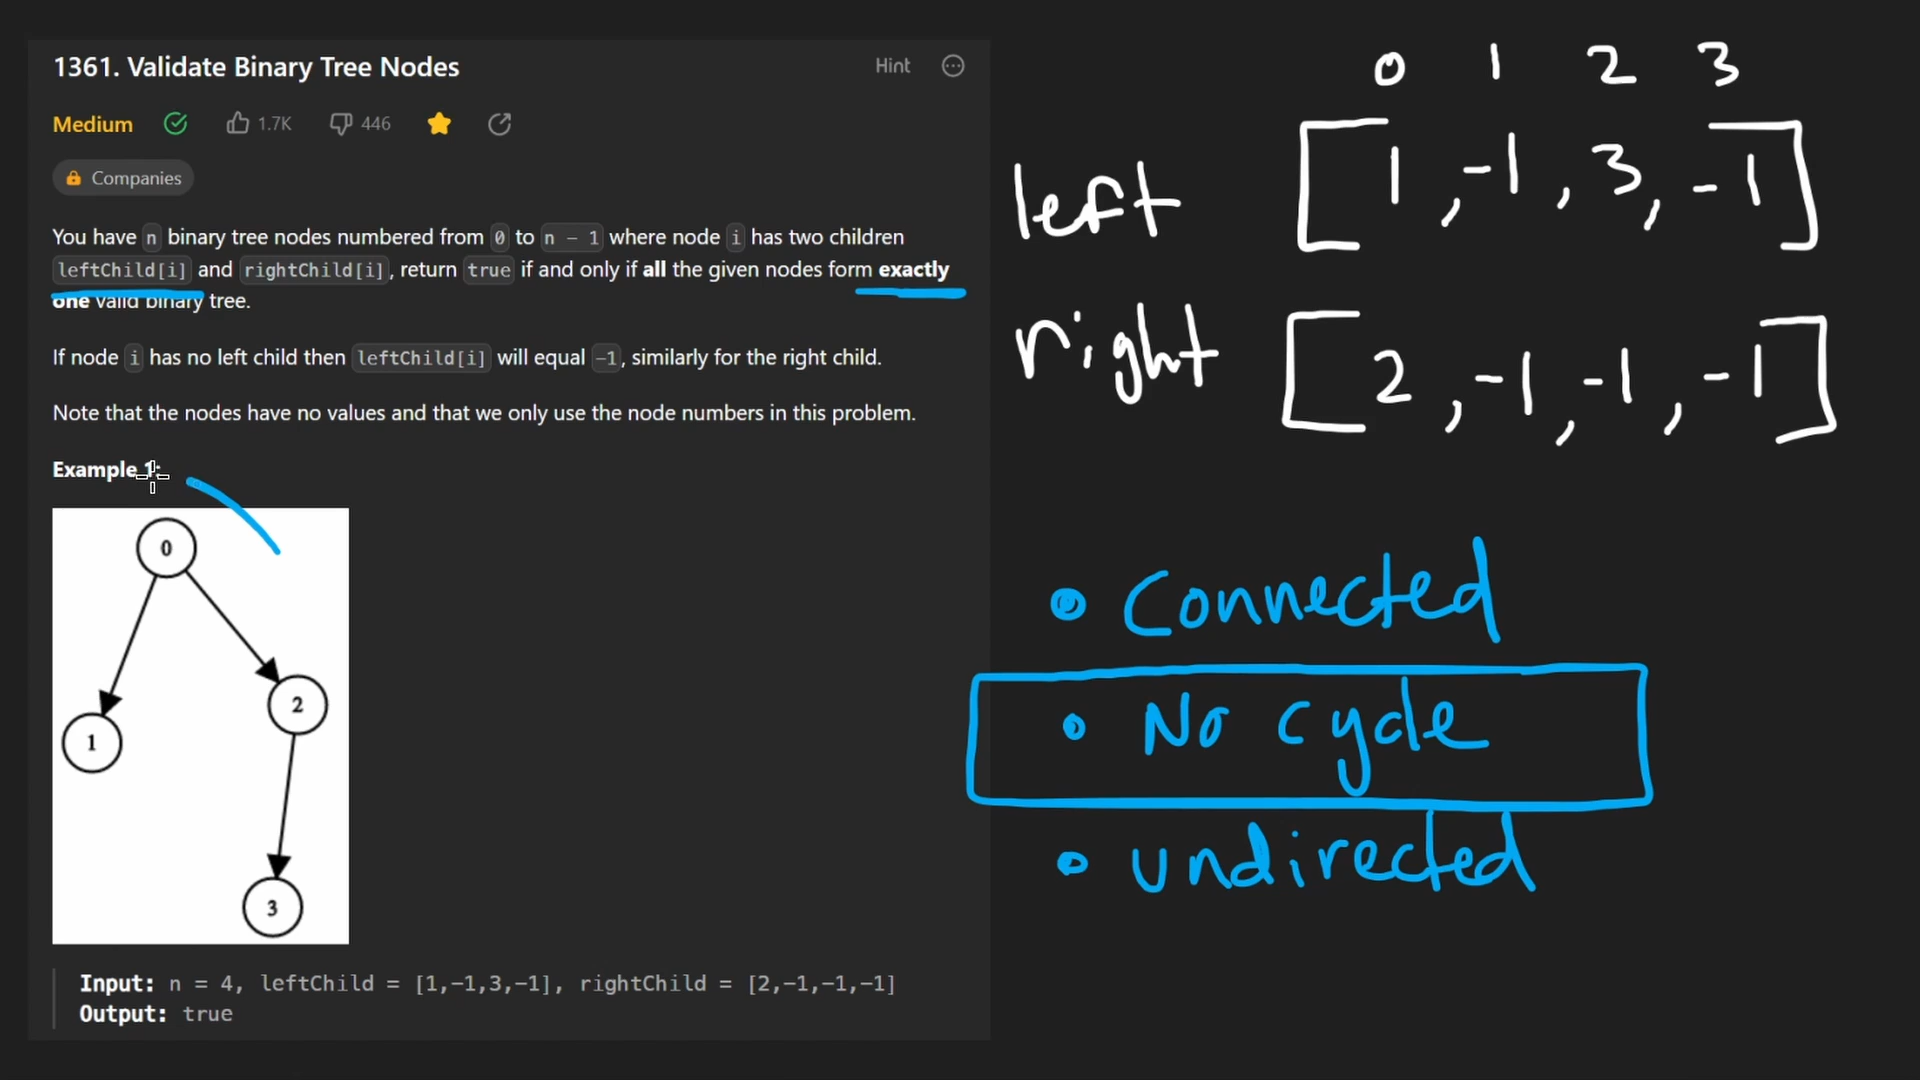 1361. Validate Binary Tree Nodes
Hint
Medium 1.7K 446
Companies
You have n binary tree nodes numbered from 0 to n - 1 where node i has two children
leftChild[i] and rightChild[i], return true if and only if all the given nodes form exactly
one valid binary tree.
If node i has no left child then leftChild[i] will equal -1, similarly for the right child.
Note that the nodes have no values and that we only use the node numbers in this problem.
Example 1:
0
2
1
3
Input: n = 4, leftChild = [1,-1,3,-1], rightChild = [2,-1,-1,-1]
Output: true
0 1 2 3
left [1, -1, 3, -1]
right [2, -1, -1, -1]
• Connected
• No cycle
• undirected